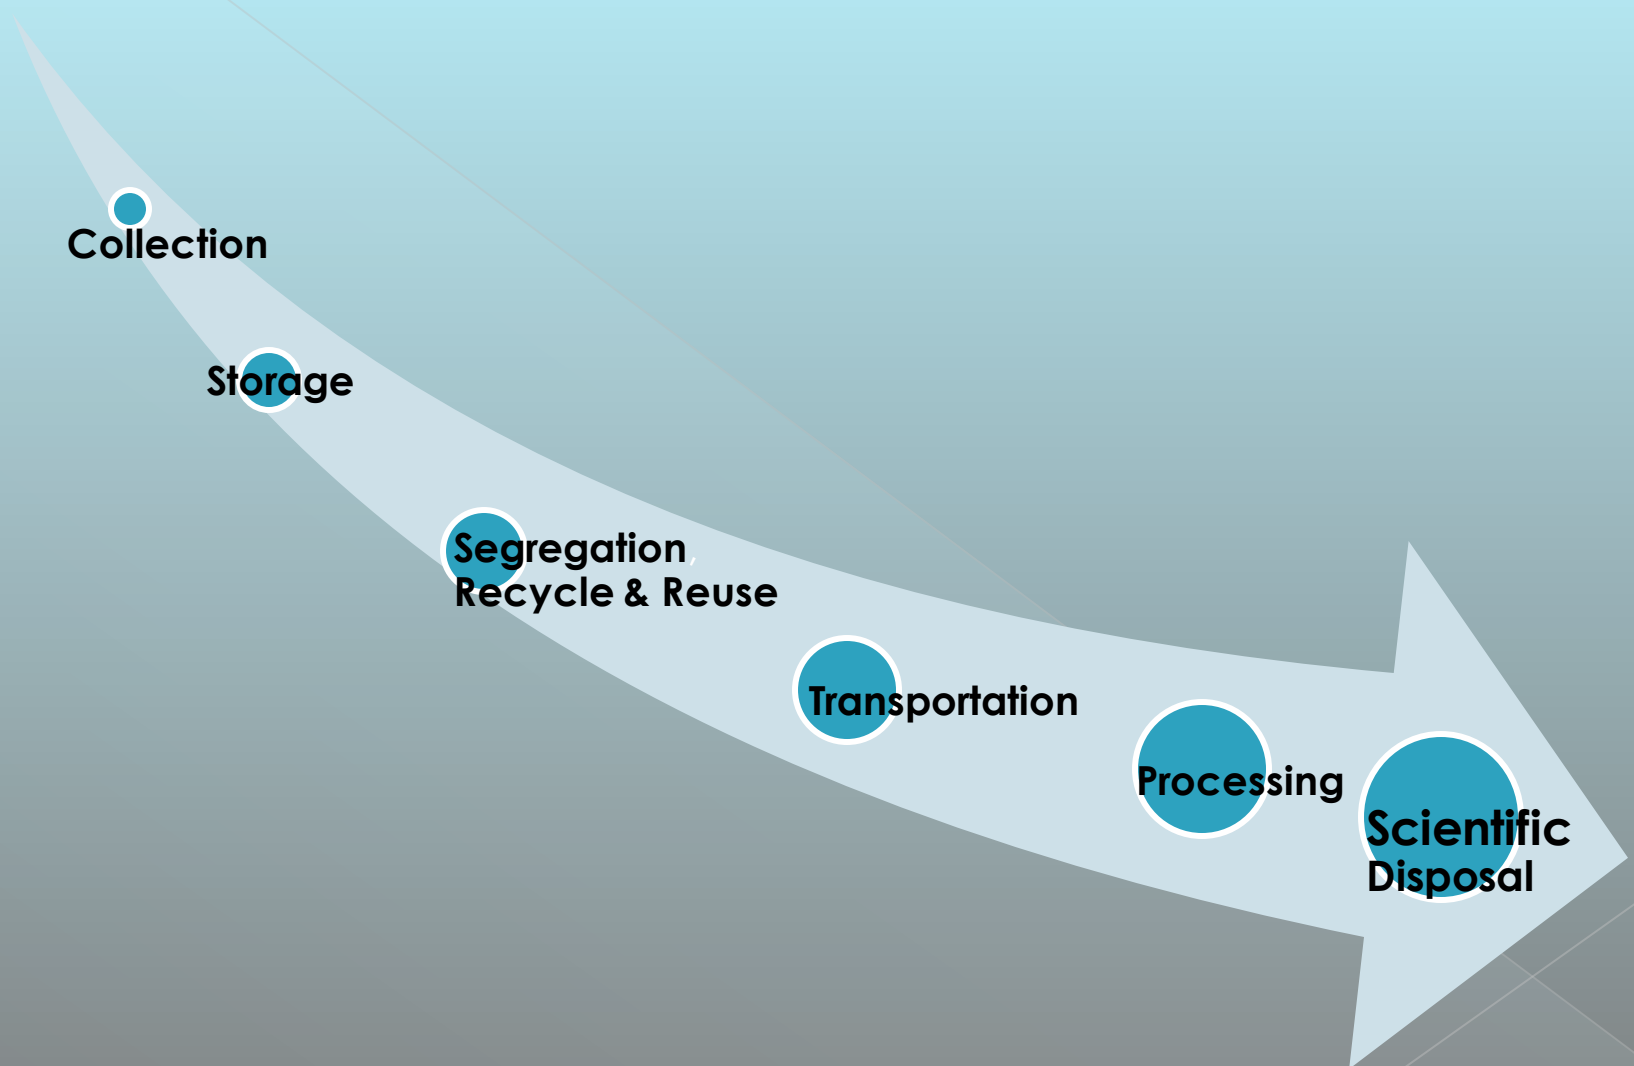 Collection
Storage
Segregation,
Recycle & Reuse
Transportation
Processing
Scientific
Disposal